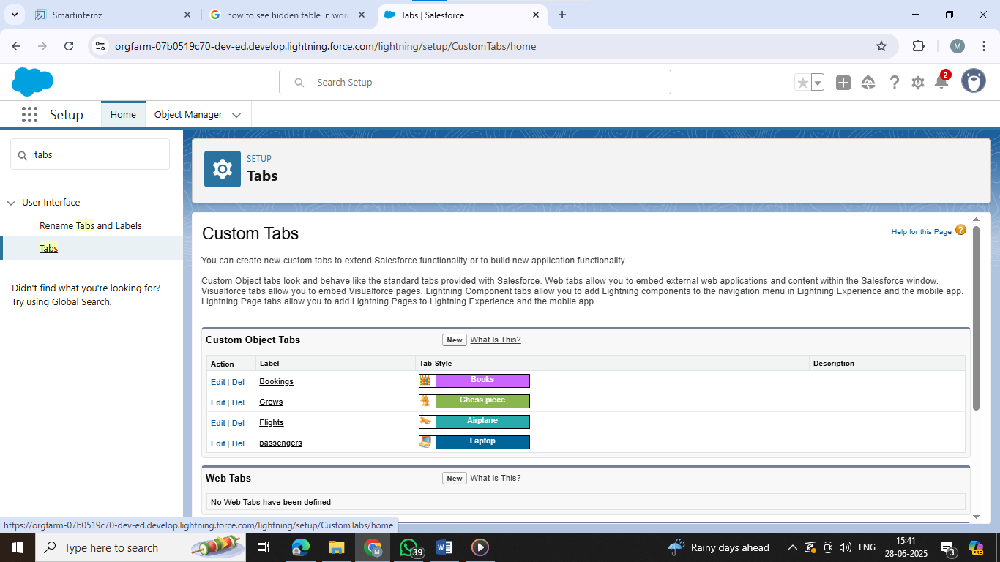 Smartinternz
how to see hidden table in word
Tabs | Salesforce
orgfarm-07b0519c70-dev-ed.develop.lightning.force.com/lightning/setup/CustomTabs/home
M
Search Setup
2
Setup
Home
Object Manager
tabs
User Interface
Rename Tabs and Labels
Tabs
Didn't find what you're looking for?
Try using Global Search.
SETUP
Tabs
Custom Tabs
Help for this Page ?
You can create new custom tabs to extend Salesforce functionality or to build new application functionality.
Custom Object tabs look and behave like the standard tabs provided with Salesforce. Web tabs allow you to embed external web applications and content within the Salesforce window.
Visualforce tabs allow you to embed Visualforce pages. Lightning Component tabs allow you to add Lightning components to the navigation menu in Lightning Experience and the mobile app.
Lightning Page tabs allow you to add Lightning Pages to Lightning Experience and the mobile app.
Custom Object Tabs New What Is This?
Action Label Tab Style Description
Edit | Del Bookings Books
Edit | Del Crews Chess piece
Edit | Del Flights Airplane
Edit | Del passengers Laptop
Web Tabs New What Is This?
No Web Tabs have been defined
https://orgfarm-07b0519c70-dev-ed.develop.lightning.force.com/lightning/setup/CustomTabs/home
Type here to search
M
39
Rainy days ahead
ENG
15:41
28-06-2025
3
PRE